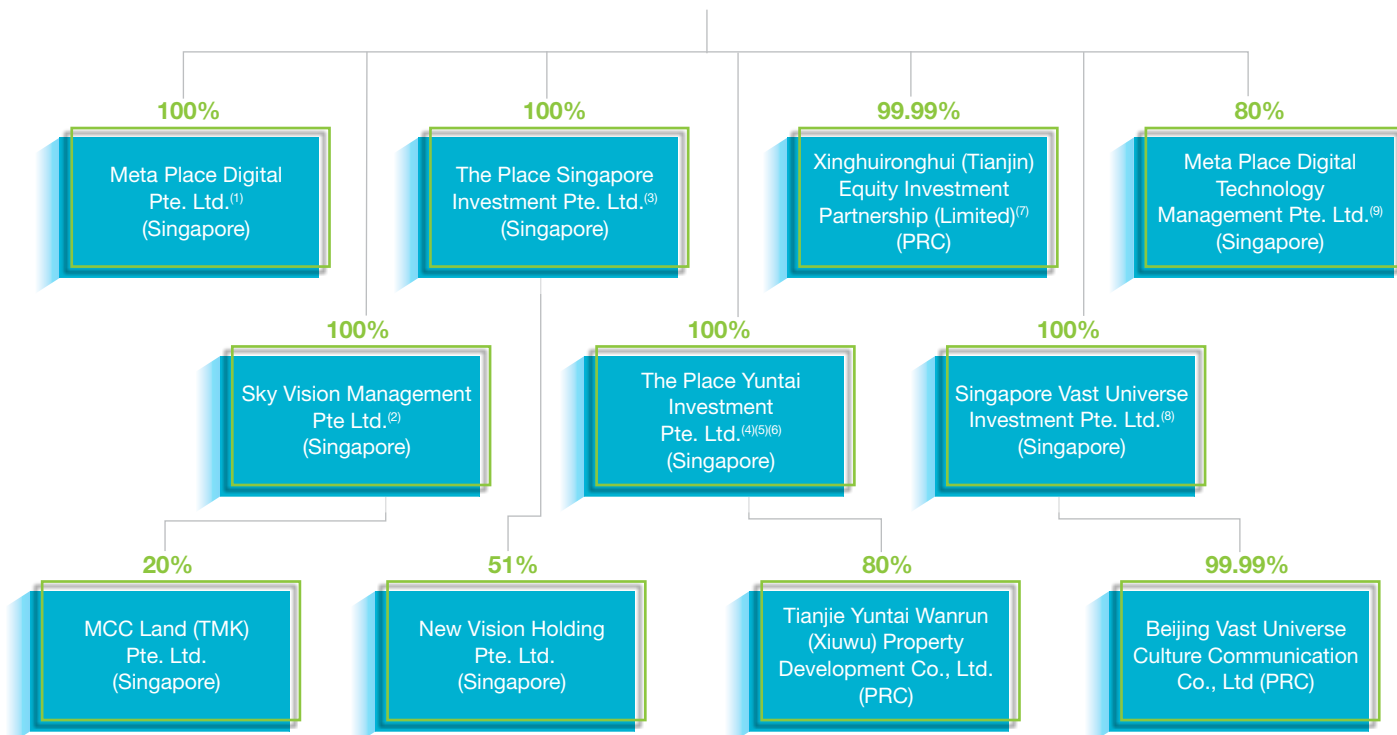 100%
Meta Place Digital
Pte. Ltd.(1)
(Singapore)
100%
The Place Singapore
Investment Pte. Ltd.(3)
(Singapore)
99.99%
Xinghuironghui (Tianjin)
Equity Investment
Partnership (Limited)(7)
(PRC)
80%
Meta Place Digital
Technology
Management Pte. Ltd.(9)
(Singapore)
100%
Sky Vision Management
Pte Ltd.(2)
(Singapore)
100%
The Place Yuntai
Investment
Pte. Ltd.(4)(5)(6)
(Singapore)
100%
Singapore Vast Universe
Investment Pte. Ltd.(8)
(Singapore)
20%
MCC Land (TMK)
Pte. Ltd.
(Singapore)
51%
New Vision Holding
Pte. Ltd.
(Singapore)
80%
Tianjie Yuntai Wanrun
(Xiuwu) Property
Development Co., Ltd.
(PRC)
99.99%
Beijing Vast Universe
Culture Communication
Co., Ltd (PRC)